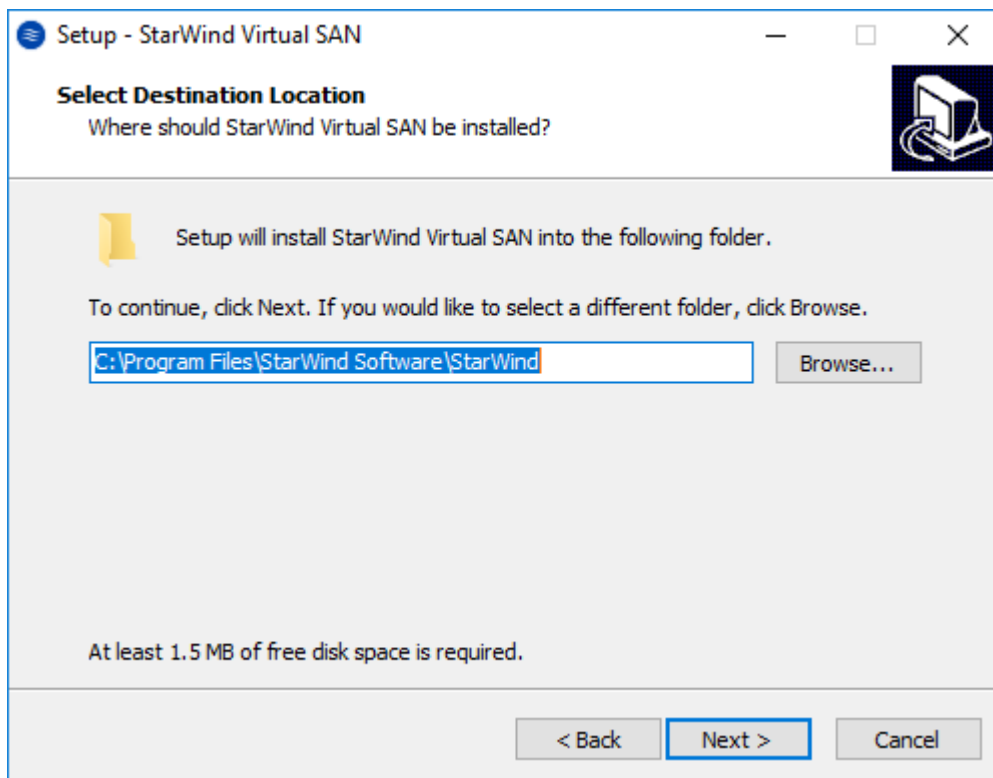 Setup - StarWind Virtual SAN
Select Destination Location
Where should StarWind Virtual SAN be installed?
Setup will install StarWind Virtual SAN into the following folder.
To continue, click Next. If you would like to select a different folder, click Browse.
C:\Program Files\StarWind Software\StarWind
Browse...
At least 1.5 MB of free disk space is required.
< Back
Next >
Cancel